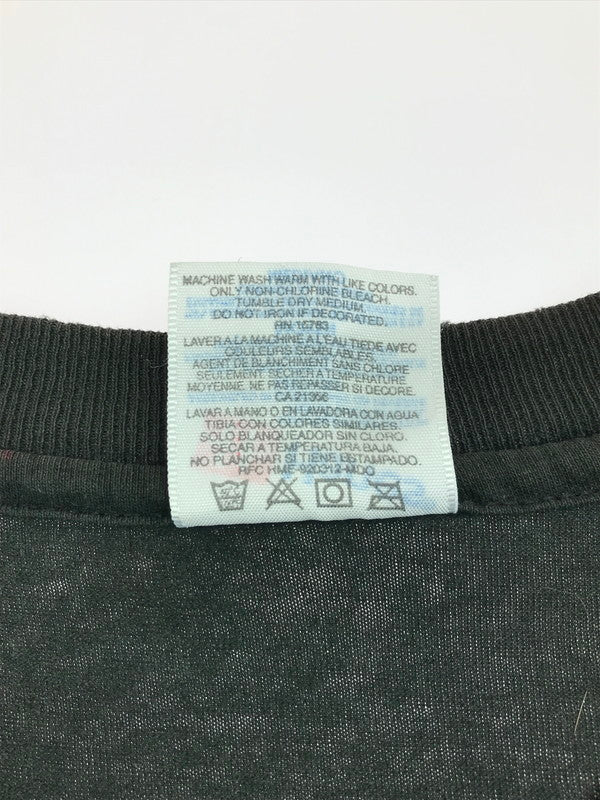 MACHINE WASH WARM WITH LIKE COLORS.
ONLY NON-CHLORINE BLEACH.
TUMBLE DRY MEDIUM.
DO NOT IRON IF DECORATED.
RN 15763
LAVER A LA MACHINE A L'EAU TIEDE AVEC
COULEURS SEMBLABLES.
AGENT DE BLANCHIMENT SANS CHLORE
SEULEMENT SECHER A TEMPERATURE
MOYENNE. NE PAS REPASSER SI DECORE.
CA 21356
LAVAR A MANO O EN LAVADORA CON AGUA
TIBIA CON COLORES SIMILARES.
SOLO BLANQUEADOR SIN CLORO.
SECAR A TEMPERATURA BAJA.
NO PLANCHAR SI TIENE ESTAMPADO.
RFC HME-920312-MDO